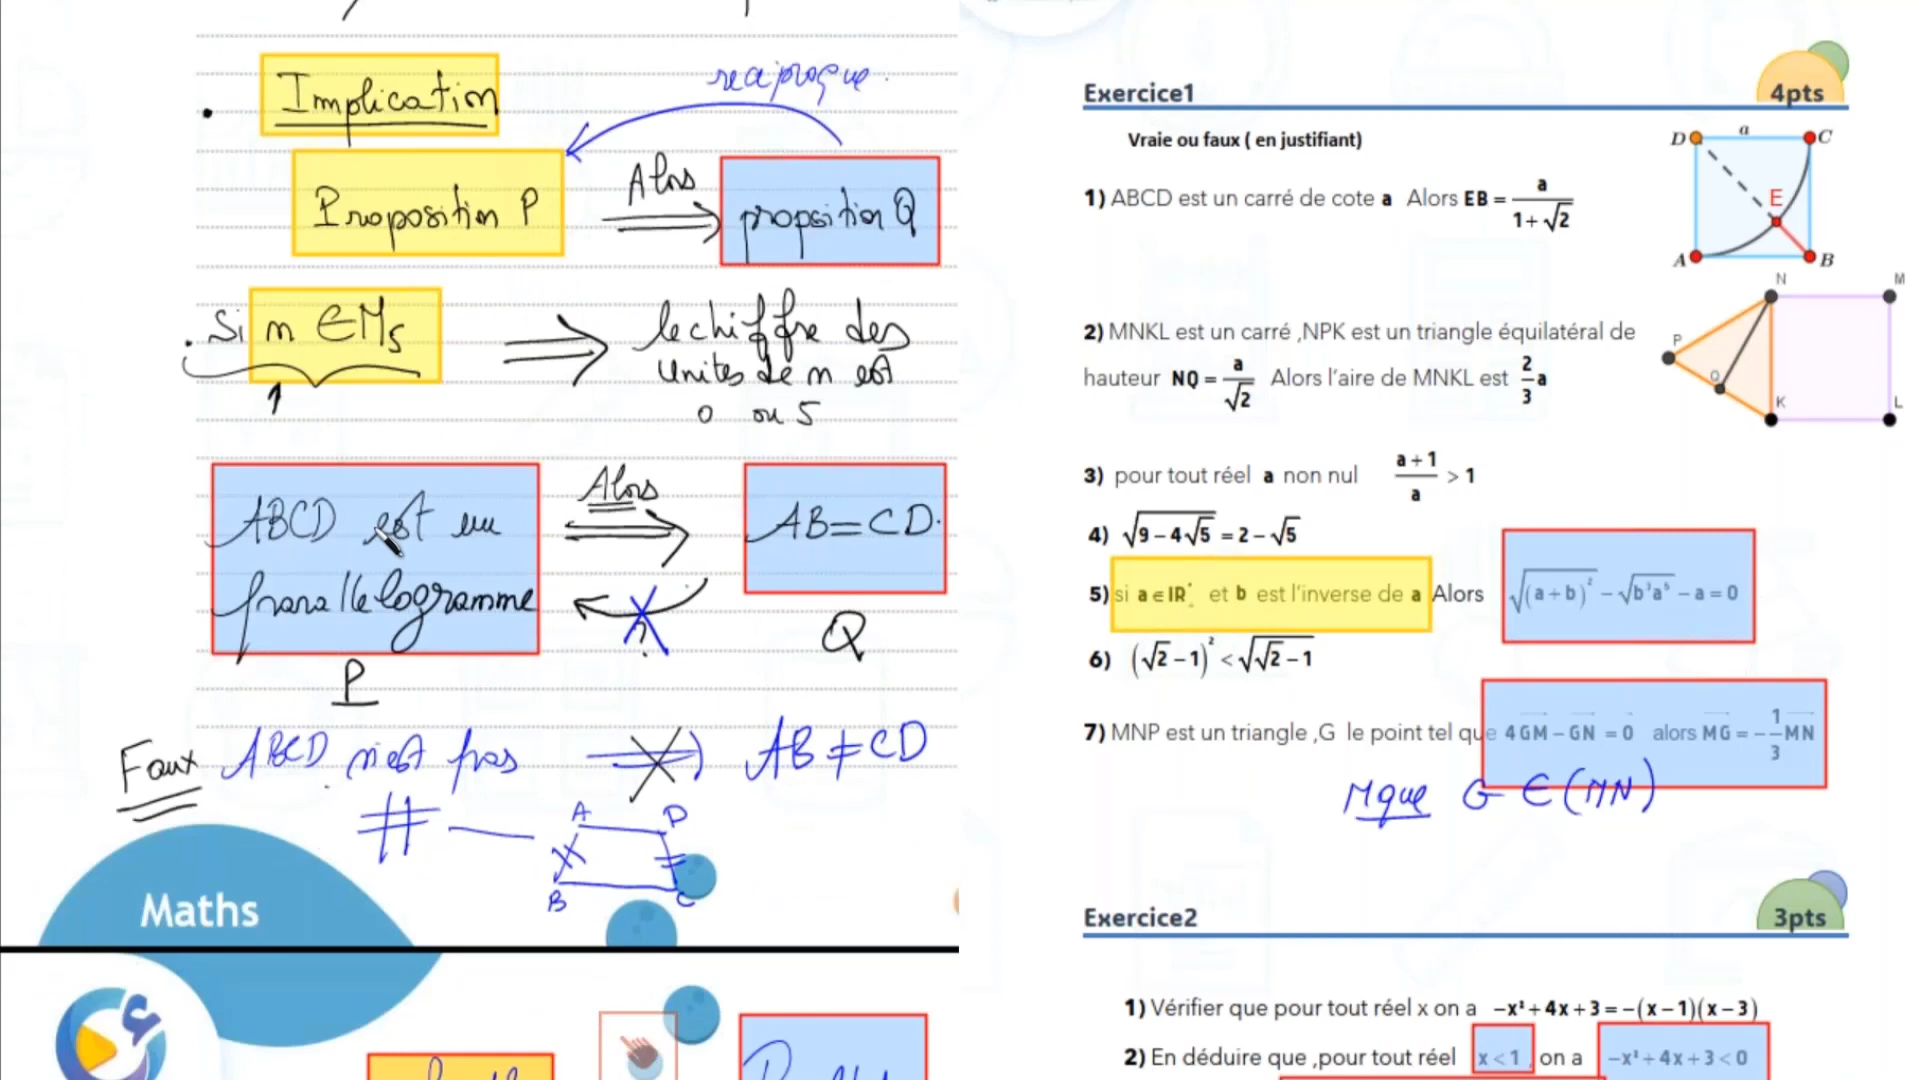 Implication
réciproque
Proposition P
Alors
proposition Q
Si n ∈ M5
⟹
le chiffre des
unités de n est
0 ou 5
ABCD est un
parallélogramme
Alors
AB = CD.
?
P
Q
Faux
ABCD n'est pas
#
AB ≠ CD
A
D
B
C
Maths
Exercice1
4pts
Vraie ou faux ( en justifiant)
D
a
C
E
A
B
1) ABCD est un carré de cote a Alors EB = a/(1+√2)
N
M
P
Q
K
L
2) MNKL est un carré ,NPK est un triangle équilatéral de
hauteur NQ = a/√2 Alors l'aire de MNKL est 2/3 a
3) pour tout réel a non nul (a+1)/a > 1
4) √(9−4√5) = 2−√5
5) si a ∈ IR*₋ et b est l'inverse de a Alors √((a+b)²) − √(b³a⁵) − a = 0
6) (√2−1)² < √(√2−1)
7) MNP est un triangle ,G le point tel que 4GM − GN = 0 alors MG = −1/3 MN
Mque G ∈ (MN)
Exercice2
3pts
1) Vérifier que pour tout réel x on a −x²+4x+3=−(x−1)(x−3)
2) En déduire que ,pour tout réel x<1 , on a −x²+4x+3<0